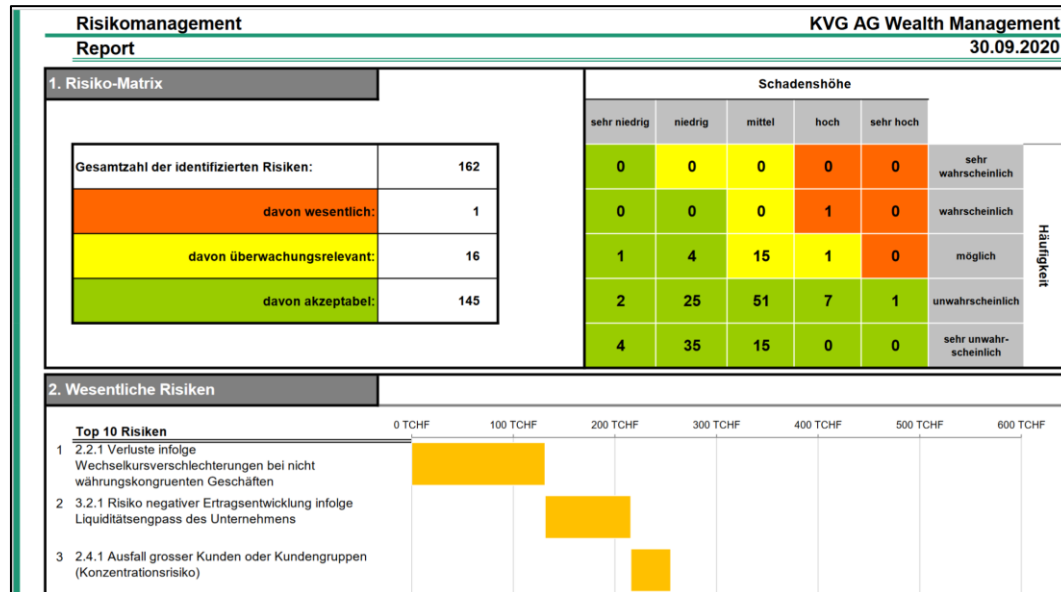 Risikomanagement KVG AG Wealth Management
Report 30.09.2020
1. Risiko-Matrix
Schadenshöhe
sehr niedrig niedrig mittel hoch sehr hoch
Gesamtzahl der identifizierten Risiken: 162
davon wesentlich: 1
davon überwachungsrelevant: 16
davon akzeptabel: 145
0 0 0 0 0 sehr
wahrscheinlich
0 0 0 1 0 wahrscheinlich
1 4 15 1 0 möglich
2 25 51 7 1 unwahrscheinlich
4 35 15 0 0 sehr unwahr-
scheinlich
Häufigkeit
2. Wesentliche Risiken
Top 10 Risiken
0 TCHF 100 TCHF 200 TCHF 300 TCHF 400 TCHF 500 TCHF 600 TCHF
1 2.2.1 Verluste infolge
Wechselkursverschlechterungen bei nicht
währungskongruenten Geschäften
2 3.2.1 Risiko negativer Ertragsentwicklung infolge
Liquiditätsengpass des Unternehmens
3 2.4.1 Ausfall grosser Kunden oder Kundengruppen
(Konzentrationsrisiko)